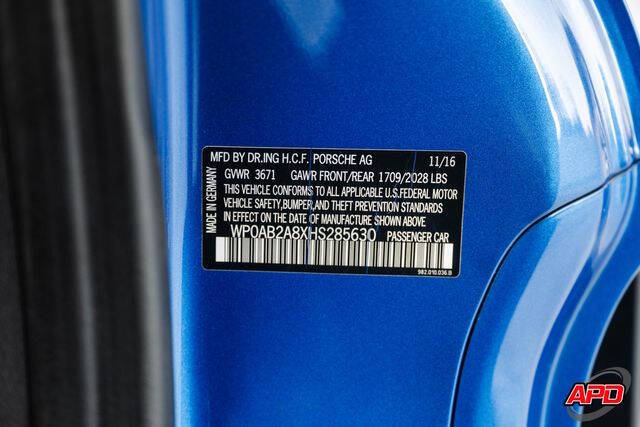 MFD BY DR.ING H.C.F. PORSCHE AG 11/16
GVWR 3671 GAWR FRONT/REAR 1709/2028 LBS
THIS VEHICLE CONFORMS TO ALL APPLICABLE U.S.FEDERAL MOTOR
VEHICLE SAFETY,BUMPER,AND THEFT PREVENTION STANDARDS
IN EFFECT ON THE DATE OF MANUFACTURE SHOWN ABOVE
WP0AB2A8XHS285630 PASSENGER CAR
982.010.036.B
MADE IN GERMANY
APD